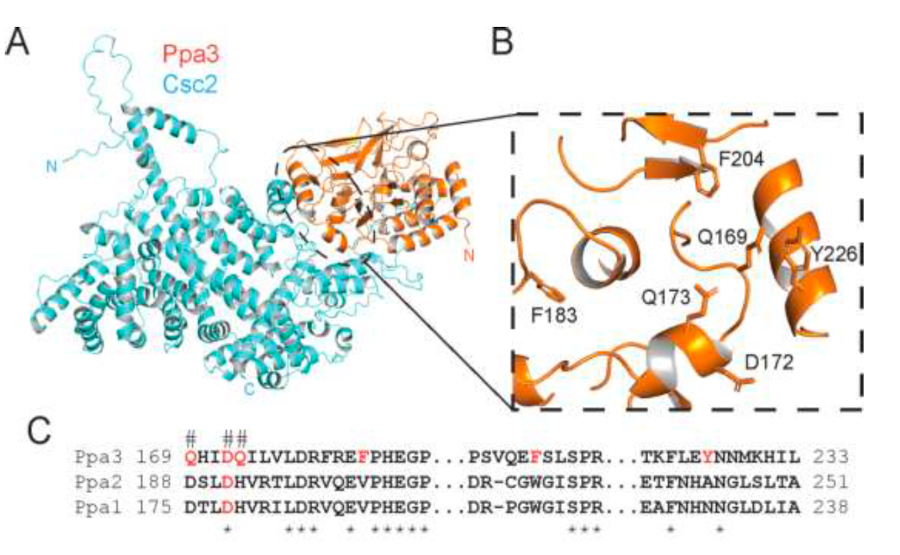 A
Ppa3
Csc2
N
N
C
B
F204
Q169
Y226
Q173
F183
D172
C
# ##
Ppa3 169 QHIDQILVLDRFREFPHEGP...PSVQEFSLSPR...TKFLEYNNMKHIL 233
Ppa2 188 DSLDHVRTLDRVQEVPHEGP...DR-CGWGISPR...ETFNHANGLSLTA 251
Ppa1 175 DTLDHVRILDRVQEVPHEGP...DR-PGWGISPR...EAFNHNNGLDLIA 238
* *** * ***** *** * *